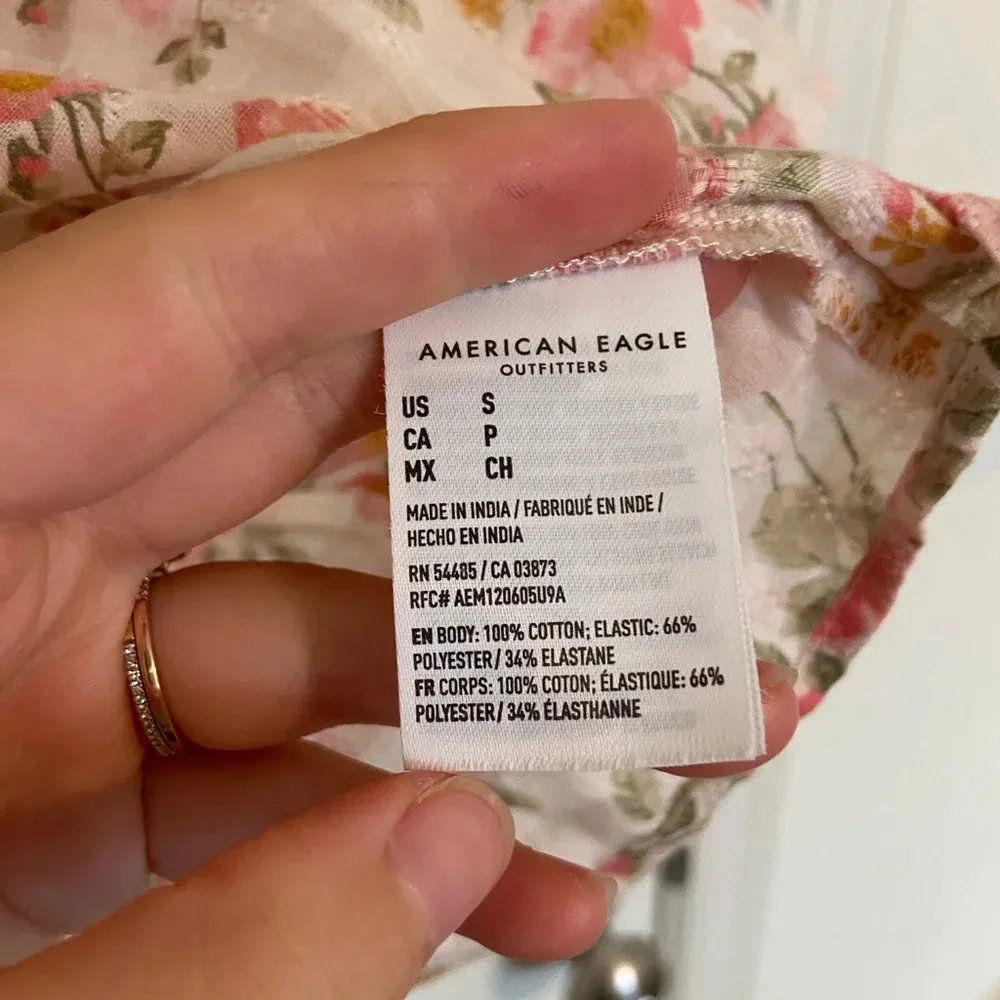 AMERICAN EAGLE
OUTFITTERS
US S
CA P
MX CH
MADE IN INDIA / FABRIQUÉ EN INDE /
HECHO EN INDIA
RN 54485 / CA 03873
RFC# AEM120605U9A
EN BODY: 100% COTTON; ELASTIC: 66%
POLYESTER / 34% ELASTANE
FR CORPS: 100% COTON; ÉLASTIQUE: 66%
POLYESTER / 34% ÉLASTHANNE